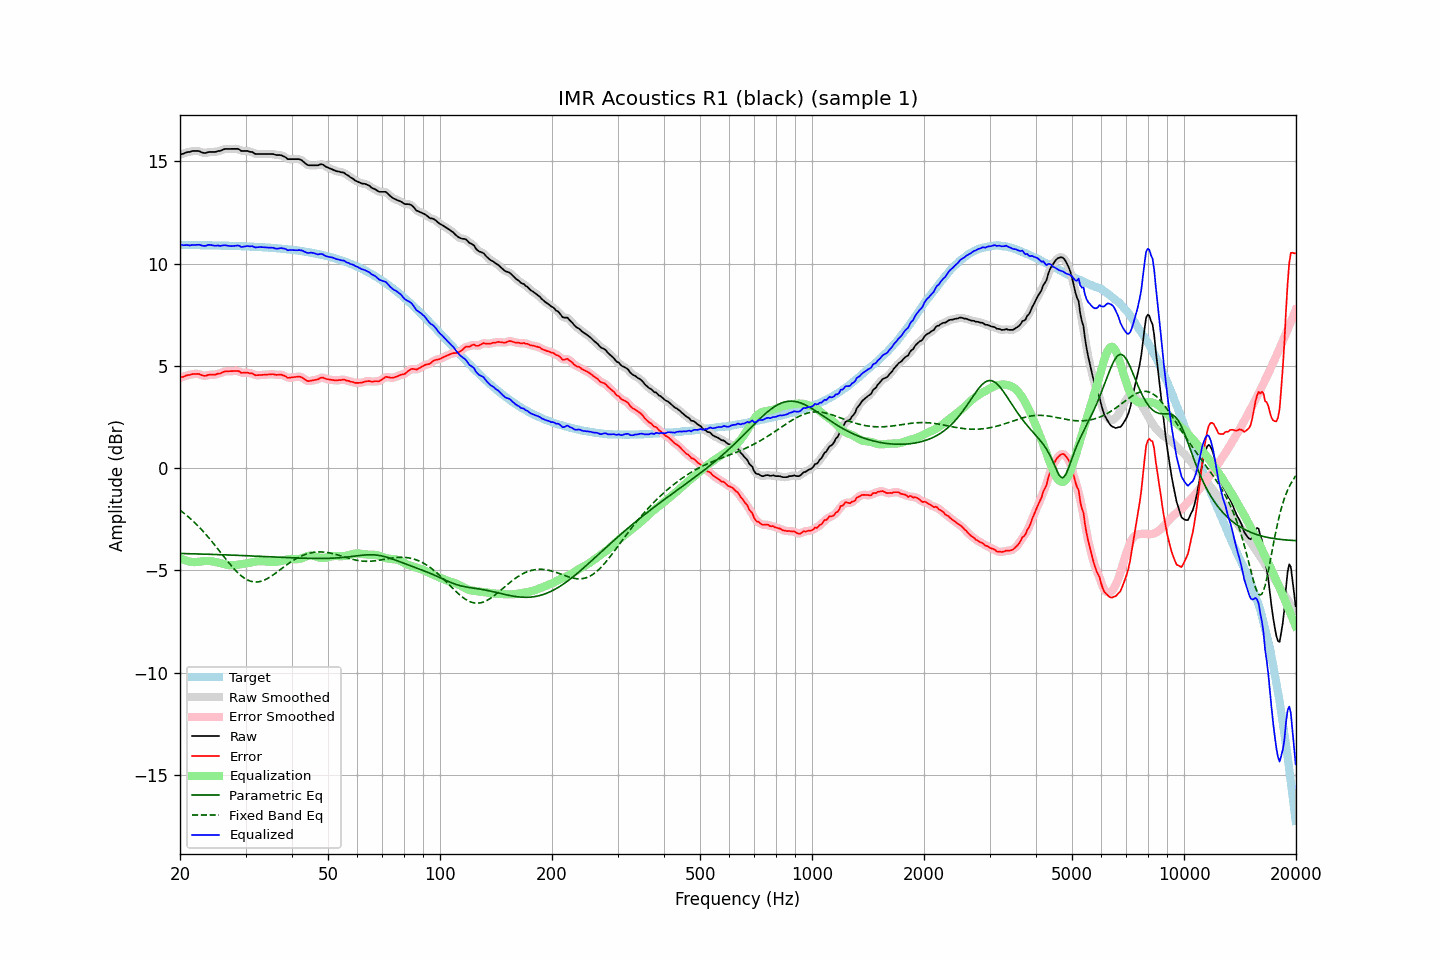 IMR Acoustics R1 (black) (sample 1)
Amplitude (dBr)
15
10
5
0
−5
−10
−15
Target
Raw Smoothed
Error Smoothed
Raw
Error
Equalization
Parametric Eq
Fixed Band Eq
Equalized
20 50 100 200 500 1000 2000 5000 10000 20000
Frequency (Hz)